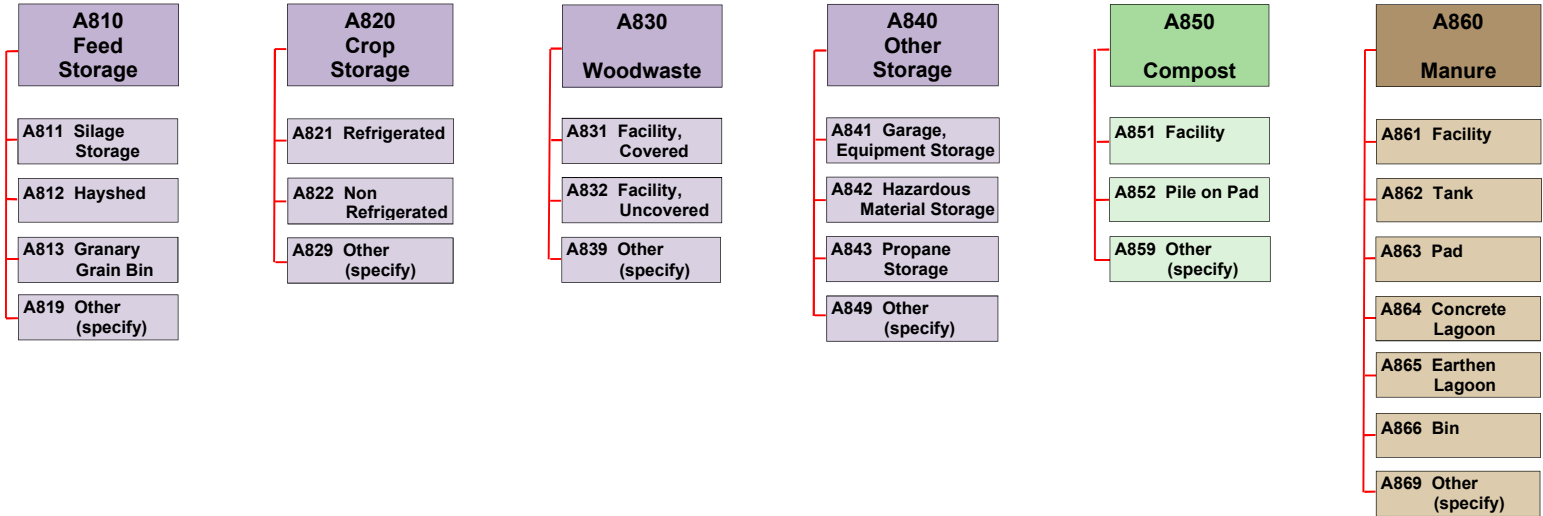 A810
Feed
Storage
A811 Silage
Storage
A812 Hayshed
A813 Granary
Grain Bin
A819 Other
(specify)
A820
Crop
Storage
A821 Refrigerated
A822 Non
Refrigerated
A829 Other
(specify)
A830
Woodwaste
A831 Facility,
Covered
A832 Facility,
Uncovered
A839 Other
(specify)
A840
Other
Storage
A841 Garage,
Equipment Storage
A842 Hazardous
Material Storage
A843 Propane
Storage
A849 Other
(specify)
A850
Compost
A851 Facility
A852 Pile on Pad
A859 Other
(specify)
A860
Manure
A861 Facility
A862 Tank
A863 Pad
A864 Concrete
Lagoon
A865 Earthen
Lagoon
A866 Bin
A869 Other
(specify)